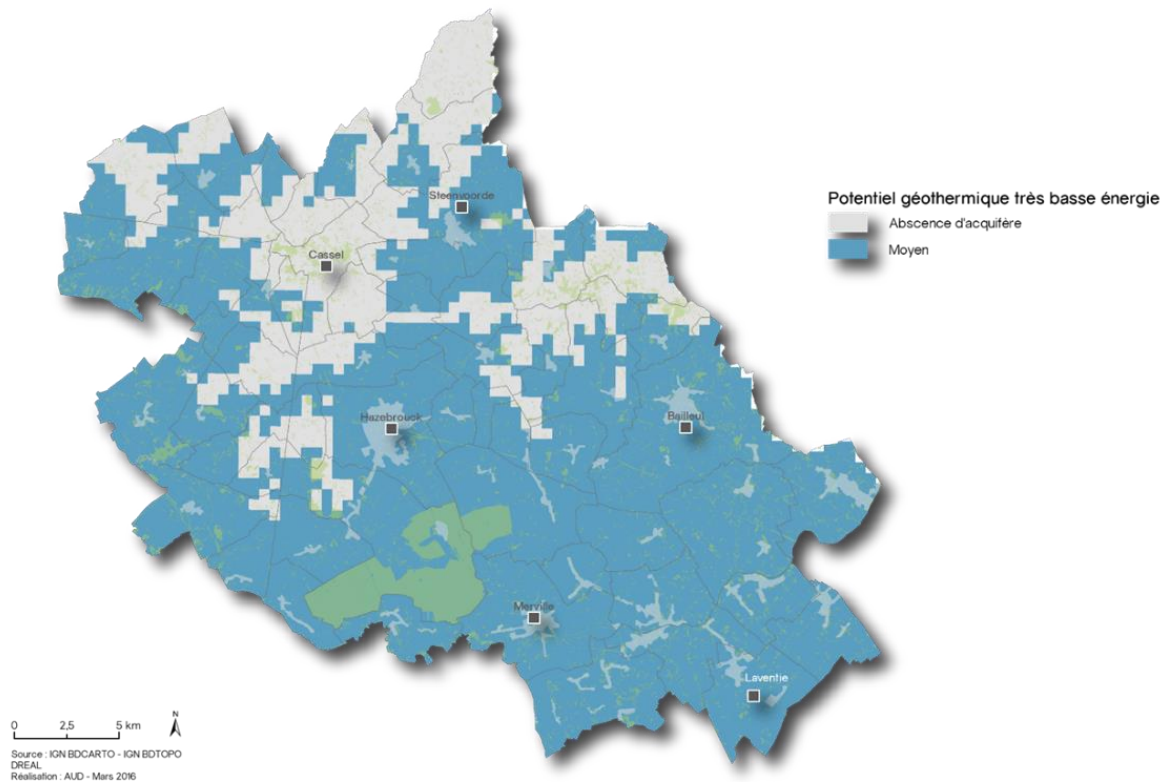 Steenvoorde
Cassel
Hazebrouck
Bailleul
Merville
Laventie
Potentiel géothermique très basse énergie
Abscence d'acquifère
Moyen
0 2,5 5 km
N
Source : IGN BDCARTO - IGN BDTOPO
DREAL
Réalisation : AUD - Mars 2016